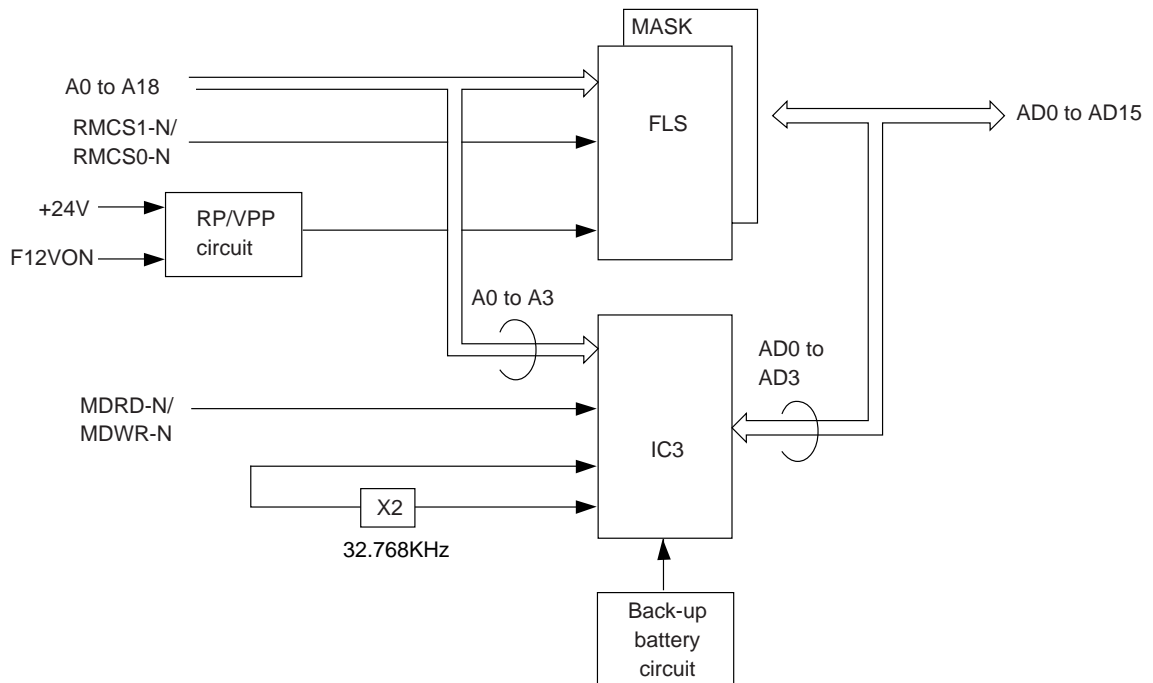 MASK
A0 to A18
FLS
AD0 to AD15
RMCS1-N/
RMCS0-N
+24V
RP/VPP
circuit
F12VON
A0 to A3
AD0 to
AD3
MDRD-N/
MDWR-N
IC3
X2
32.768KHz
Back-up
battery
circuit